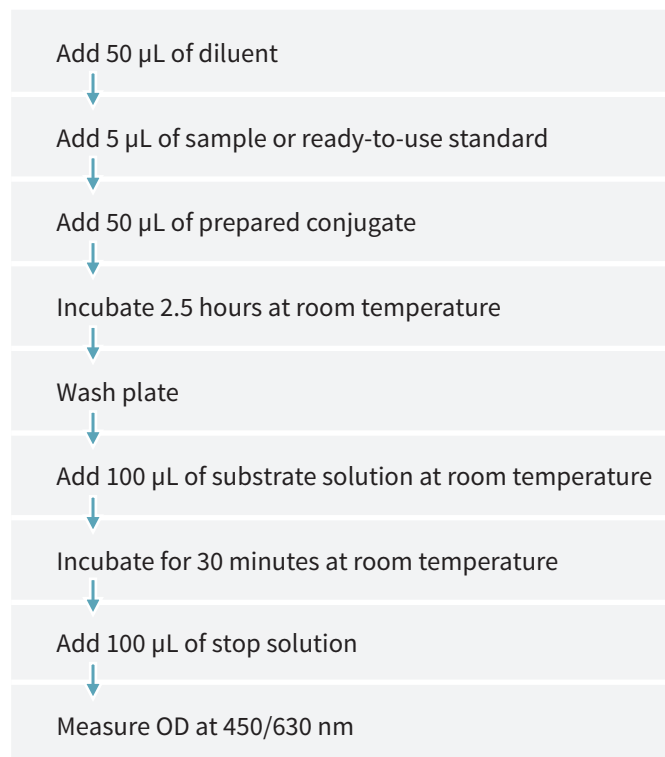 Add 50 µL of diluent
Add 5 µL of sample or ready-to-use standard
Add 50 µL of prepared conjugate
Incubate 2.5 hours at room temperature
Wash plate
Add 100 µL of substrate solution at room temperature
Incubate for 30 minutes at room temperature
Add 100 µL of stop solution
Measure OD at 450/630 nm